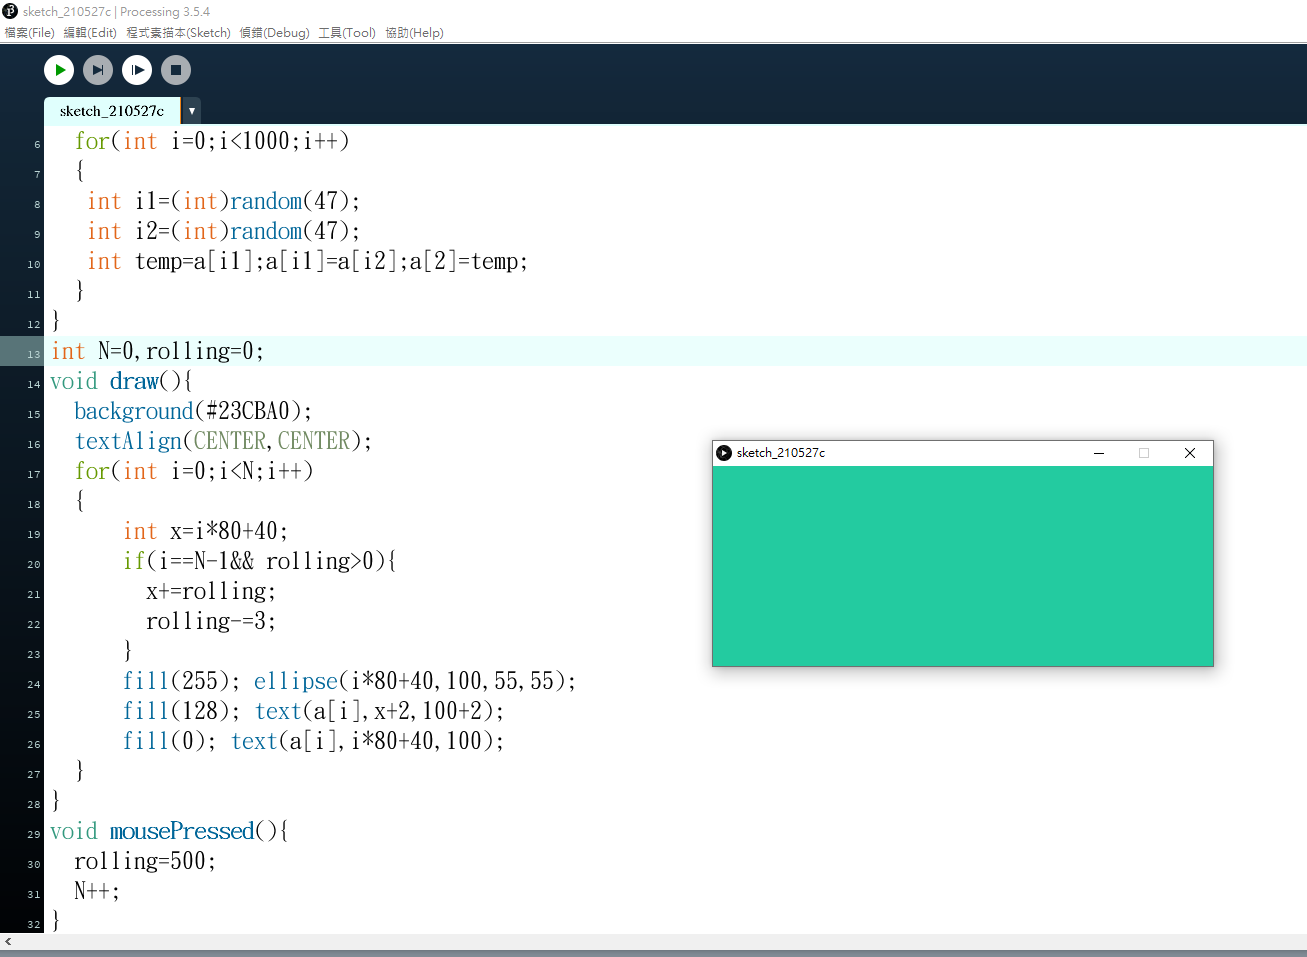 sketch_210527c | Processing 3.5.4
檔案(File) 編輯(Edit) 程式素描本(Sketch) 偵錯(Debug) 工具(Tool) 協助(Help)
sketch_210527c
6 for(int i=0;i<1000;i++)
7 {
8 int i1=(int)random(47);
9 int i2=(int)random(47);
10 int temp=a[i1];a[i1]=a[i2];a[2]=temp;
11 }
12 }
13 int N=0,rolling=0;
14 void draw(){
15 background(#23CBA0);
16 textAlign(CENTER,CENTER);
17 for(int i=0;i<N;i++)
18 {
19 int x=i*80+40;
20 if(i==N-1&& rolling>0){
21 x+=rolling;
22 rolling-=3;
23 }
24 fill(255); ellipse(i*80+40,100,55,55);
25 fill(128); text(a[i],x+2,100+2);
26 fill(0); text(a[i],i*80+40,100);
27 }
28 }
29 void mousePressed(){
30 rolling=500;
31 N++;
32 }
sketch_210527c